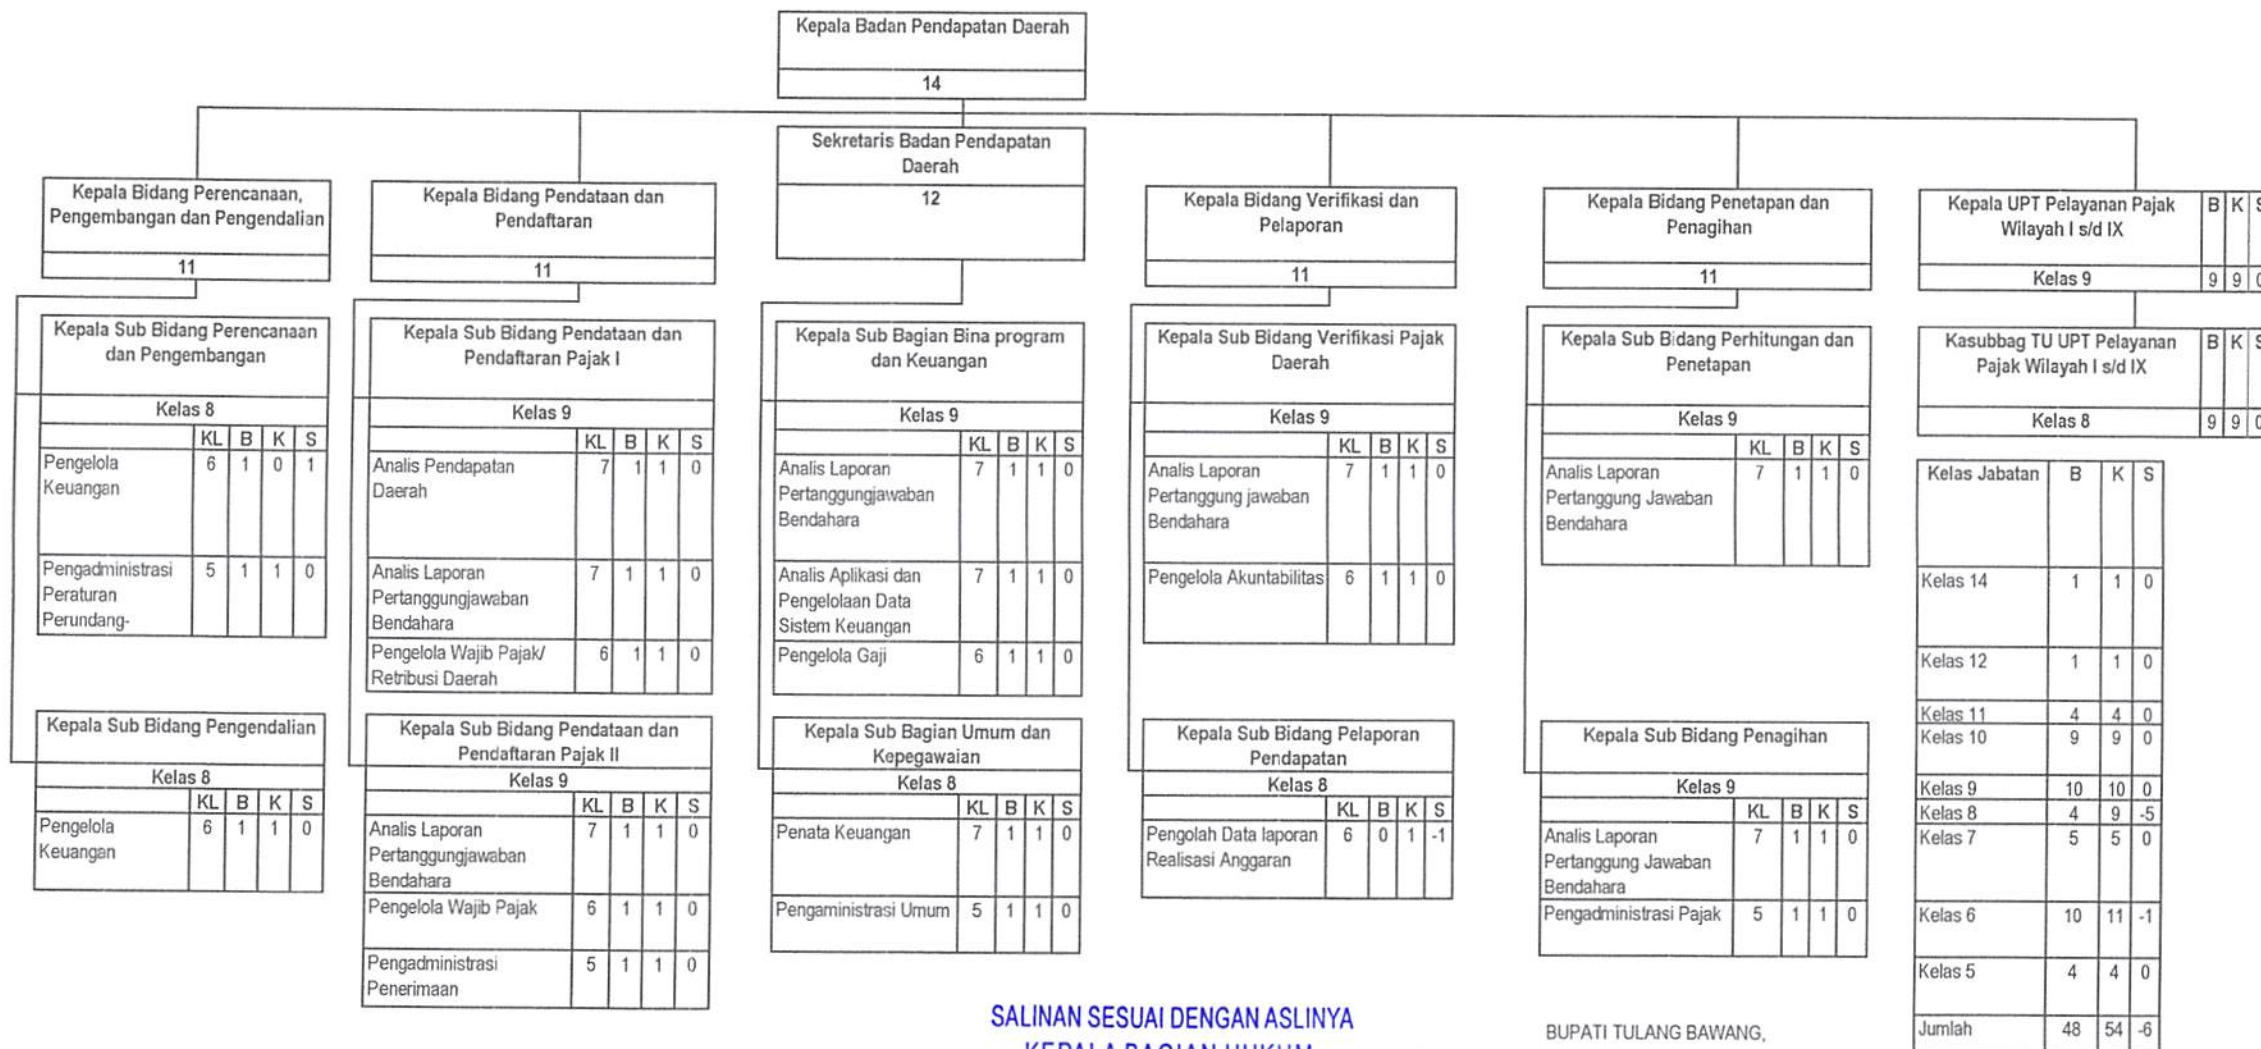 Kepala Badan Pendapatan Daerah
14
Sekretaris Badan Pendapatan
Daerah
12
Kepala Bidang Perencanaan,
Pengembangan dan Pengendalian
11
Kepala Bidang Pendataan dan
Pendaftaran
11
Kepala Bidang Verifikasi dan
Pelaporan
11
Kepala Bidang Penetapan dan
Penagihan
11
Kepala UPT Pelayanan Pajak
Wilayah I s/d IX
B K S
Kelas 9 9 9 0
Kepala Sub Bidang Perencanaan
dan Pengembangan
Kelas 8
KL B K S
Pengelola
Keuangan
6 1 0 1
Pengadministrasi
Peraturan
Perundang-
5 1 1 0
Kepala Sub Bidang Pengendalian
Kelas 8
KL B K S
Pengelola
Keuangan
6 1 1 0
Kepala Sub Bidang Pendataan dan
Pendaftaran Pajak I
Kelas 9
KL B K S
Analis Pendapatan
Daerah
7 1 1 0
Analis Laporan
Pertanggungjawaban
Bendahara
7 1 1 0
Pengelola Wajib Pajak/
Retribusi Daerah
6 1 1 0
Kepala Sub Bidang Pendataan dan
Pendaftaran Pajak II
Kelas 9
KL B K S
Analis Laporan
Pertanggungjawaban
Bendahara
7 1 1 0
Pengelola Wajib Pajak 6 1 1 0
Pengadministrasi
Penerimaan
5 1 1 0
Kepala Sub Bagian Bina program
dan Keuangan
Kelas 9
KL B K S
Analis Laporan
Pertanggungjawaban
Bendahara
7 1 1 0
Analis Aplikasi dan
Pengelolaan Data
Sistem Keuangan
7 1 1 0
Pengelola Gaji 6 1 1 0
Kepala Sub Bagian Umum dan
Kepegawaian
Kelas 8
KL B K S
Penata Keuangan 7 1 1 0
Pengaministrasi Umum 5 1 1 0
Kepala Sub Bidang Verifikasi Pajak
Daerah
Kelas 9
KL B K S
Analis Laporan
Pertanggung jawaban
Bendahara
7 1 1 0
Pengelola Akuntabilitas 6 1 1 0
Kepala Sub Bidang Pelaporan
Pendapatan
Kelas 8
KL B K S
Pengolah Data laporan
Realisasi Anggaran
6 0 1 -1
Kepala Sub Bidang Perhitungan dan
Penetapan
Kelas 9
KL B K S
Analis Laporan
Pertanggung Jawaban
Bendahara
7 1 1 0
Kepala Sub Bidang Penagihan
Kelas 9
KL B K S
Analis Laporan
Pertanggung Jawaban
Bendahara
7 1 1 0
Pengadministrasi Pajak 5 1 1 0
Kasubbag TU UPT Pelayanan
Pajak Wilayah I s/d IX
B K S
Kelas 8 9 9 0
Kelas Jabatan B K S
Kelas 14 1 1 0
Kelas 12 1 1 0
Kelas 11 4 4 0
Kelas 10 9 9 0
Kelas 9 10 10 0
Kelas 8 4 9 -5
Kelas 7 5 5 0
Kelas 6 10 11 -1
Kelas 5 4 4 0
Jumlah 48 54 -6
SALINAN SESUAI DENGAN ASLINYA
KEPALA BAGIAN HUKUM
BUPATI TULANG BAWANG,